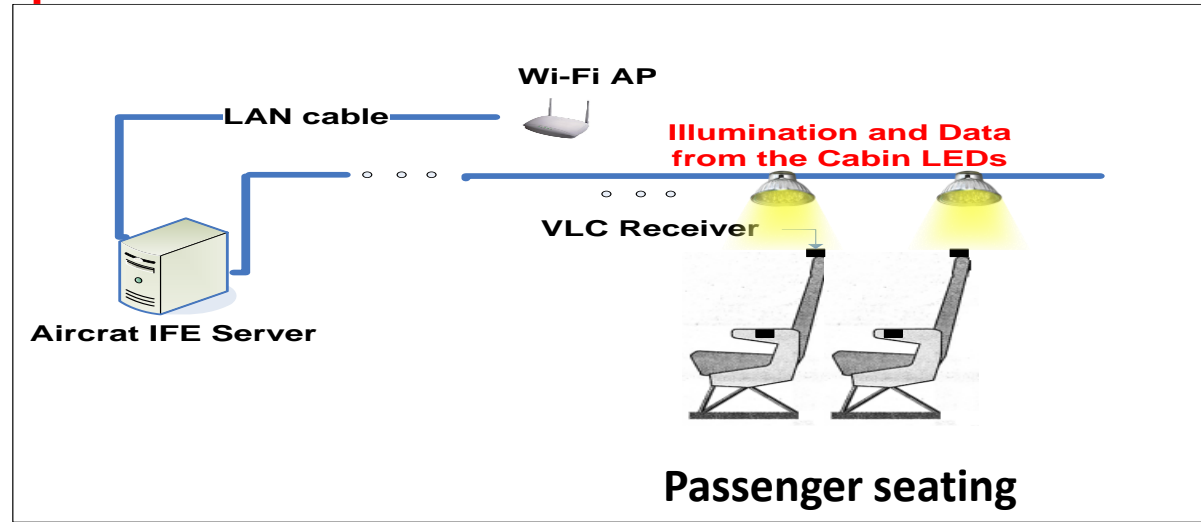 Wi-Fi AP
LAN cable
Illumination and Data
from the Cabin LEDs
VLC Receiver
Aircrat IFE Server
Passenger seating